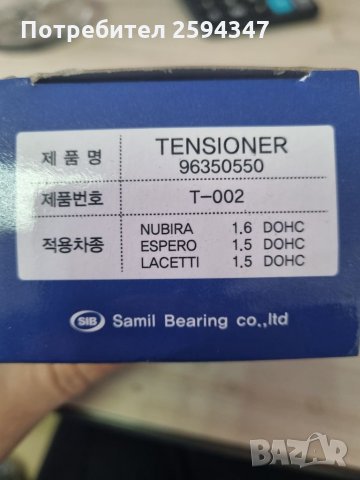 Потребител 2594347
제품명 TENSIONER
96350550
제품번호 T-002
적용차종 NUBIRA 1.6 DOHC
ESPERO 1.5 DOHC
LACETTI 1.5 DOHC
SIB Samil Bearing co.,ltd
BAZAR